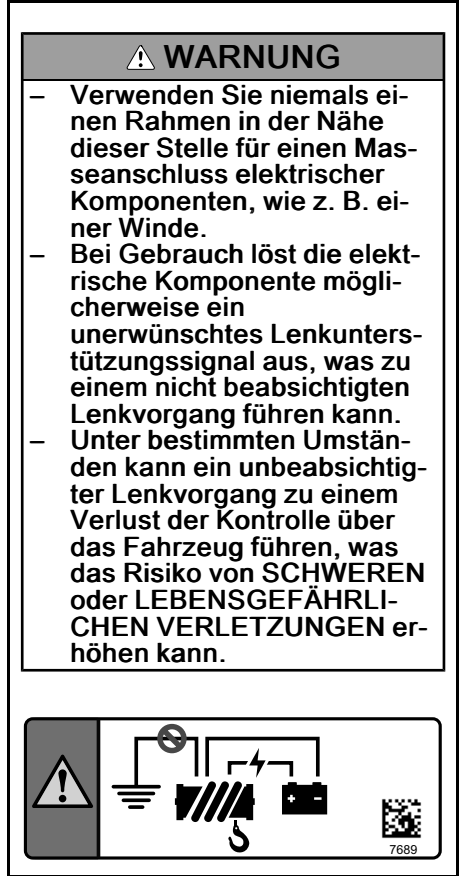 WARNUNG
– Verwenden Sie niemals ei-
nen Rahmen in der Nähe
dieser Stelle für einen Mas-
seanschluss elektrischer
Komponenten, wie z. B. ei-
ner Winde.
– Bei Gebrauch löst die elekt-
rische Komponente mögli-
cherweise ein
unerwünschtes Lenkunters-
tützungssignal aus, was zu
einem nicht beabsichtigten
Lenkvorgang führen kann.
– Unter bestimmten Umstän-
den kann ein unbeabsichtig-
ter Lenkvorgang zu einem
Verlust der Kontrolle über
das Fahrzeug führen, was
das Risiko von SCHWEREN
oder LEBENSGEFÄHRLI-
CHEN VERLETZUNGEN er-
höhen kann.
7689